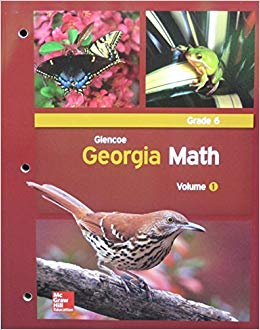 Grade 6
Glencoe
Georgia Math
Volume 1
Mc
Graw
Hill
Education